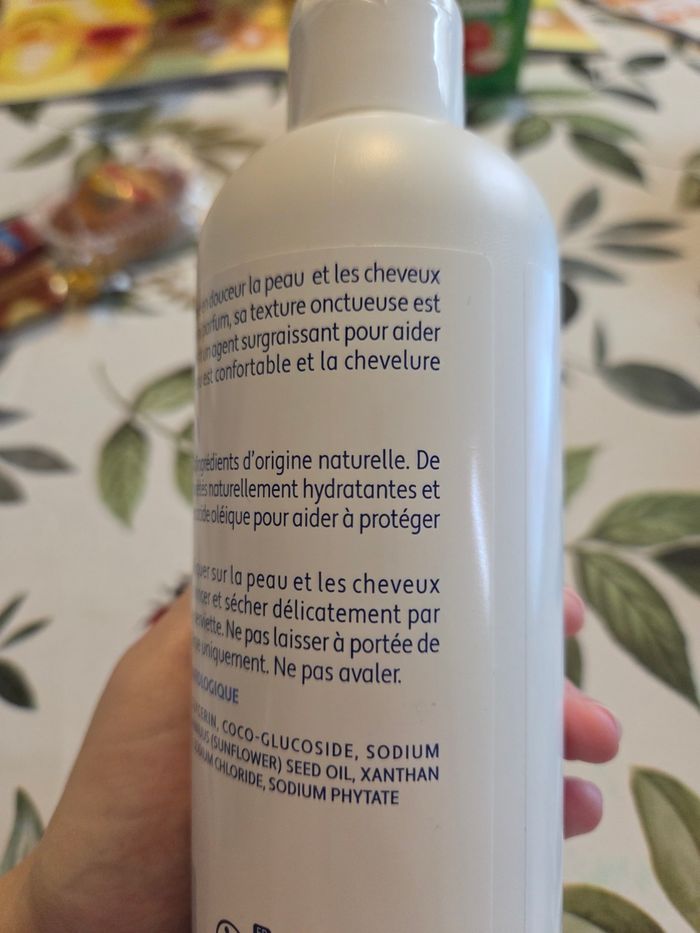 en douceur la peau et les cheveux
parfum, sa texture onctueuse est
un agent surgraissant pour aider
est confortable et la chevelure
ingrédients d'origine naturelle. De
naturellement hydratantes et
oléique pour aider à protéger
sur la peau et les cheveux
et sécher délicatement par
serviette. Ne pas laisser à portée de
uniquement. Ne pas avaler.
COCO-GLUCOSIDE, SODIUM
(SUNFLOWER) SEED OIL, XANTHAN
CHLORIDE, SODIUM PHYTATE